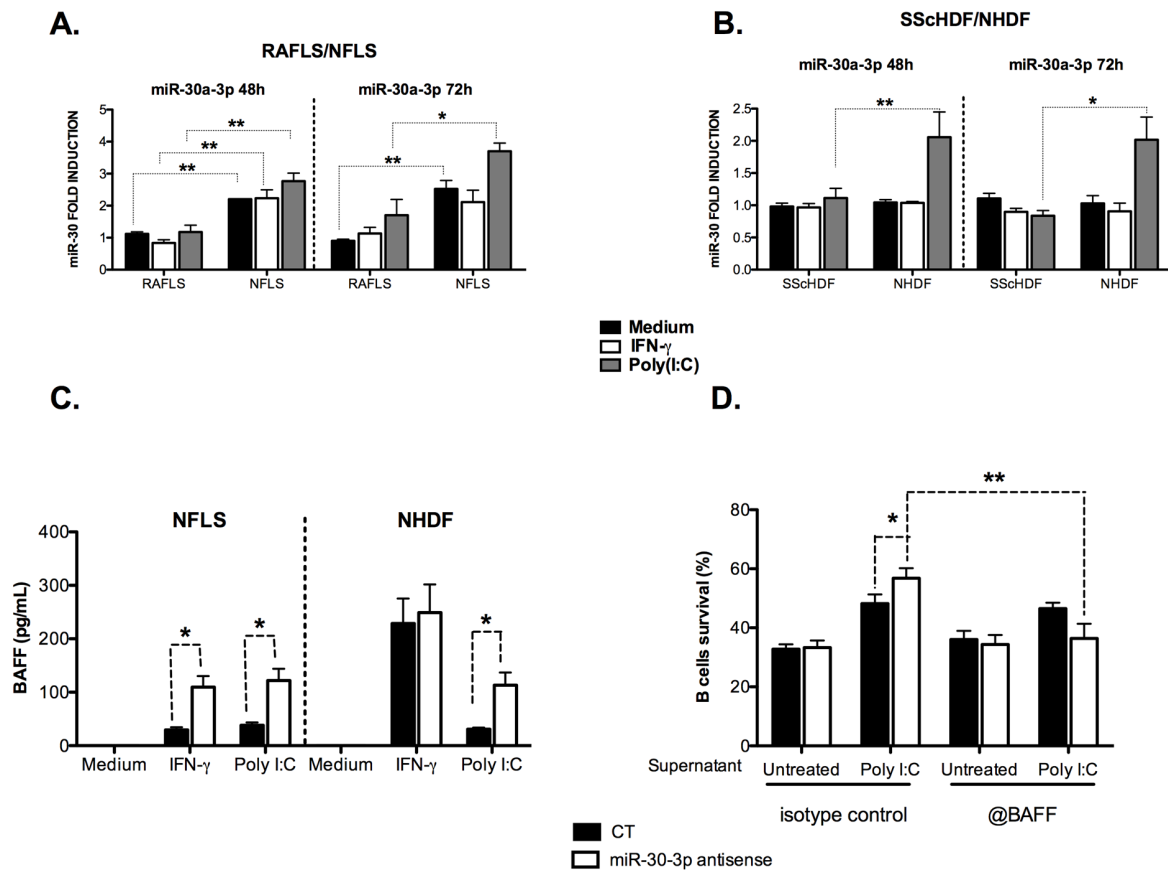 A.
RAFLS/NFLS
miR-30a-3p 48h
miR-30a-3p 72h
miR-30 FOLD INDUCTION
5
4
3
2
1
0
**
**
**
*
**
RAFLS
NFLS
RAFLS
NFLS
B.
SScHDF/NHDF
miR-30a-3p 48h
miR-30a-3p 72h
miR-30 FOLD INDUCTION
2.5
2.0
1.5
1.0
0.5
0.0
**
*
SScHDF
NHDF
SScHDF
NHDF
Medium
IFN-γ
Poly(I:C)
C.
NFLS
NHDF
BAFF (pg/mL)
400
300
200
100
0
*
*
*
Medium
IFN-γ
Poly I:C
Medium
IFN-γ
Poly I:C
D.
B cells survival (%)
80
60
40
20
0
*
**
Supernatant
Untreated
Poly I:C
Untreated
Poly I:C
isotype control
@BAFF
CT
miR-30-3p antisense